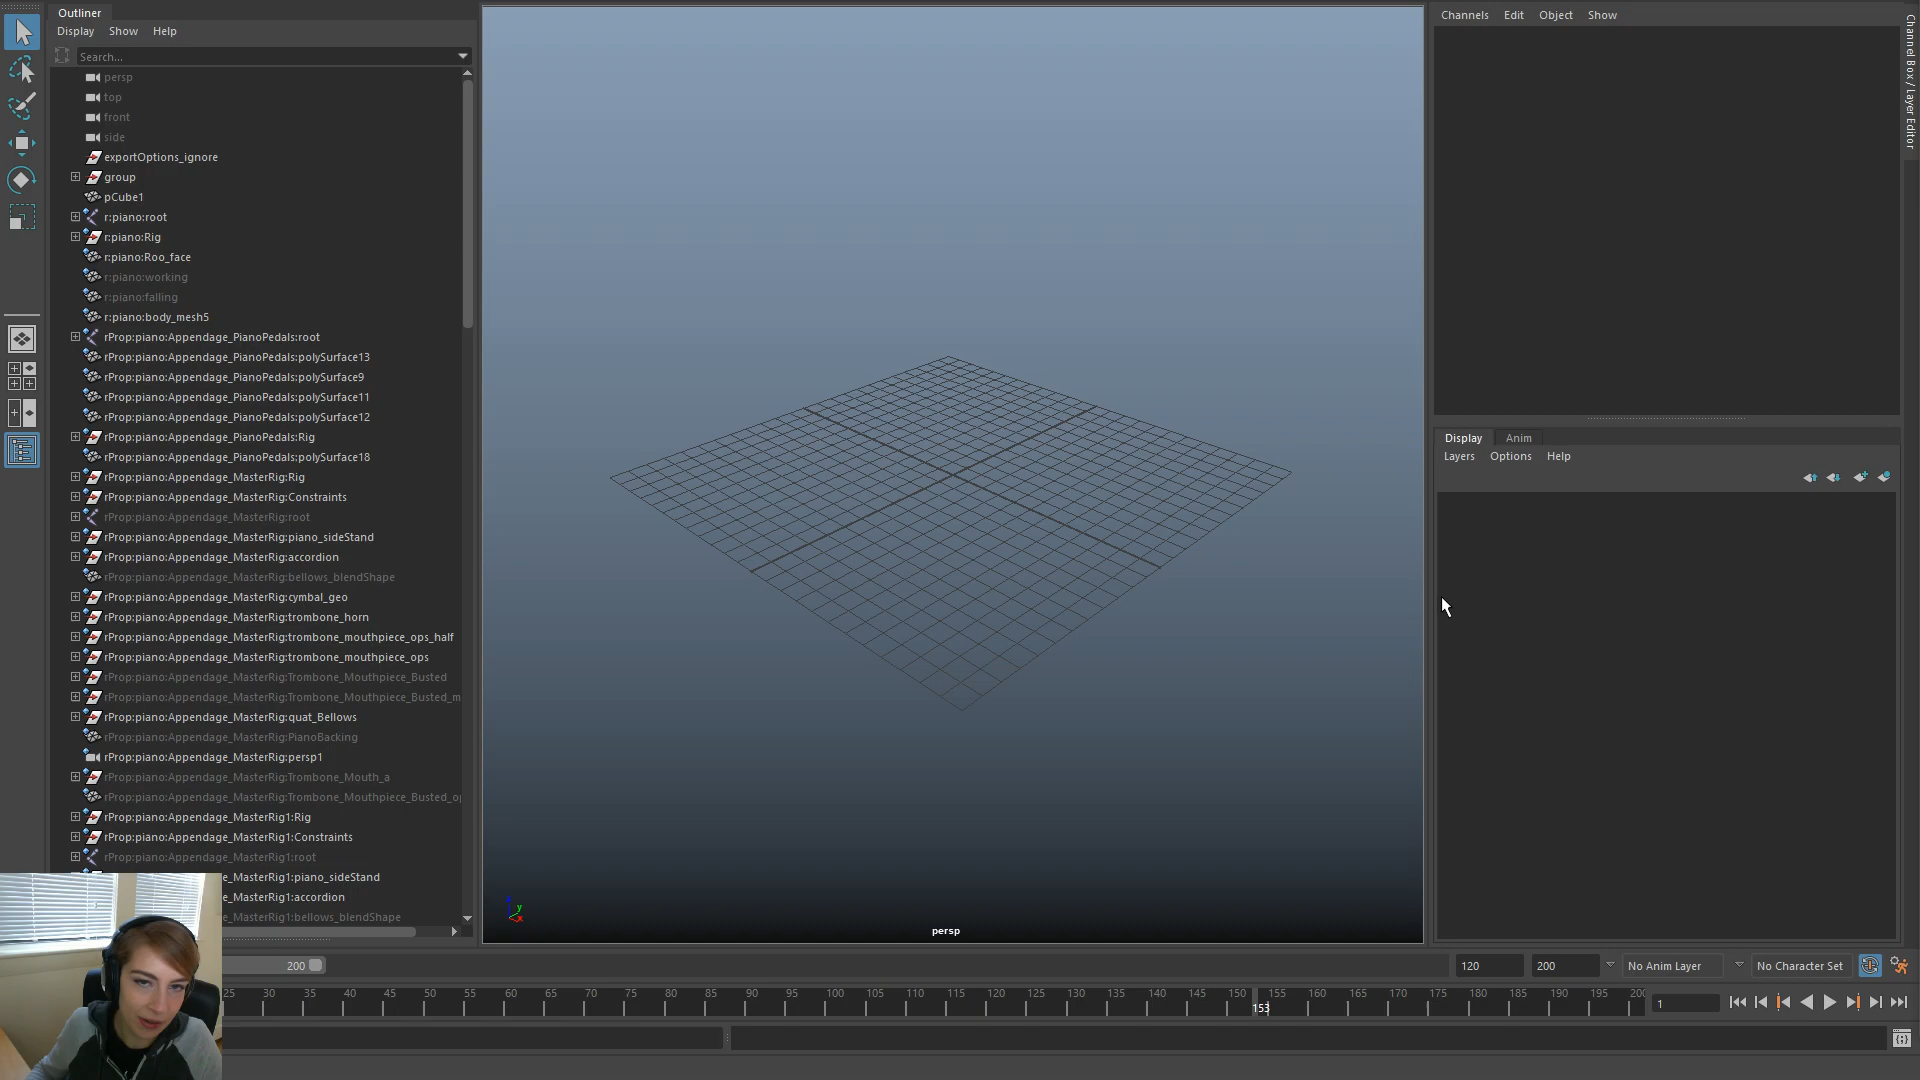 Outliner
Display Show Help
Search...
persp
top
front
side
exportOptions_ignore
group
pCube1
r:piano:root
r:piano:Rig
r:piano:Roo_face
r:piano:working
r:piano:falling
r:piano:body_mesh5
rProp:piano:Appendage_PianoPedals:root
rProp:piano:Appendage_PianoPedals:polySurface13
rProp:piano:Appendage_PianoPedals:polySurface9
rProp:piano:Appendage_PianoPedals:polySurface11
rProp:piano:Appendage_PianoPedals:polySurface12
rProp:piano:Appendage_PianoPedals:Rig
rProp:piano:Appendage_PianoPedals:polySurface18
rProp:piano:Appendage_MasterRig:Rig
rProp:piano:Appendage_MasterRig:Constraints
rProp:piano:Appendage_MasterRig:root
rProp:piano:Appendage_MasterRig:piano_sideStand
rProp:piano:Appendage_MasterRig:accordion
rProp:piano:Appendage_MasterRig:bellows_blendShape
rProp:piano:Appendage_MasterRig:cymbal_geo
rProp:piano:Appendage_MasterRig:trombone_horn
rProp:piano:Appendage_MasterRig:trombone_mouthpiece_ops_half
rProp:piano:Appendage_MasterRig:trombone_mouthpiece_ops
rProp:piano:Appendage_MasterRig:Trombone_Mouthpiece_Busted
rProp:piano:Appendage_MasterRig:Trombone_Mouthpiece_Busted_m
rProp:piano:Appendage_MasterRig:quat_Bellows
rProp:piano:Appendage_MasterRig:PianoBacking
rProp:piano:Appendage_MasterRig:persp1
rProp:piano:Appendage_MasterRig:Trombone_Mouth_a
rProp:piano:Appendage_MasterRig:Trombone_Mouthpiece_Busted_o
rProp:piano:Appendage_MasterRig1:Rig
rProp:piano:Appendage_MasterRig1:Constraints
rProp:piano:Appendage_MasterRig1:root
e_MasterRig1:piano_sideStand
e_MasterRig1:accordion
e_MasterRig1:bellows_blendShape
y
x
persp
Channels Edit Object Show
Channel Box / Layer Editor
Display Anim
Layers Options Help
200
120 200 No Anim Layer No Character Set
25 30 35 40 45 50 55 60 65 70 75 80 85 90 95 100 105 110 115 120 125 130 135 140 145 150 155 160 165 170 175 180 185 190 195 200
153
1